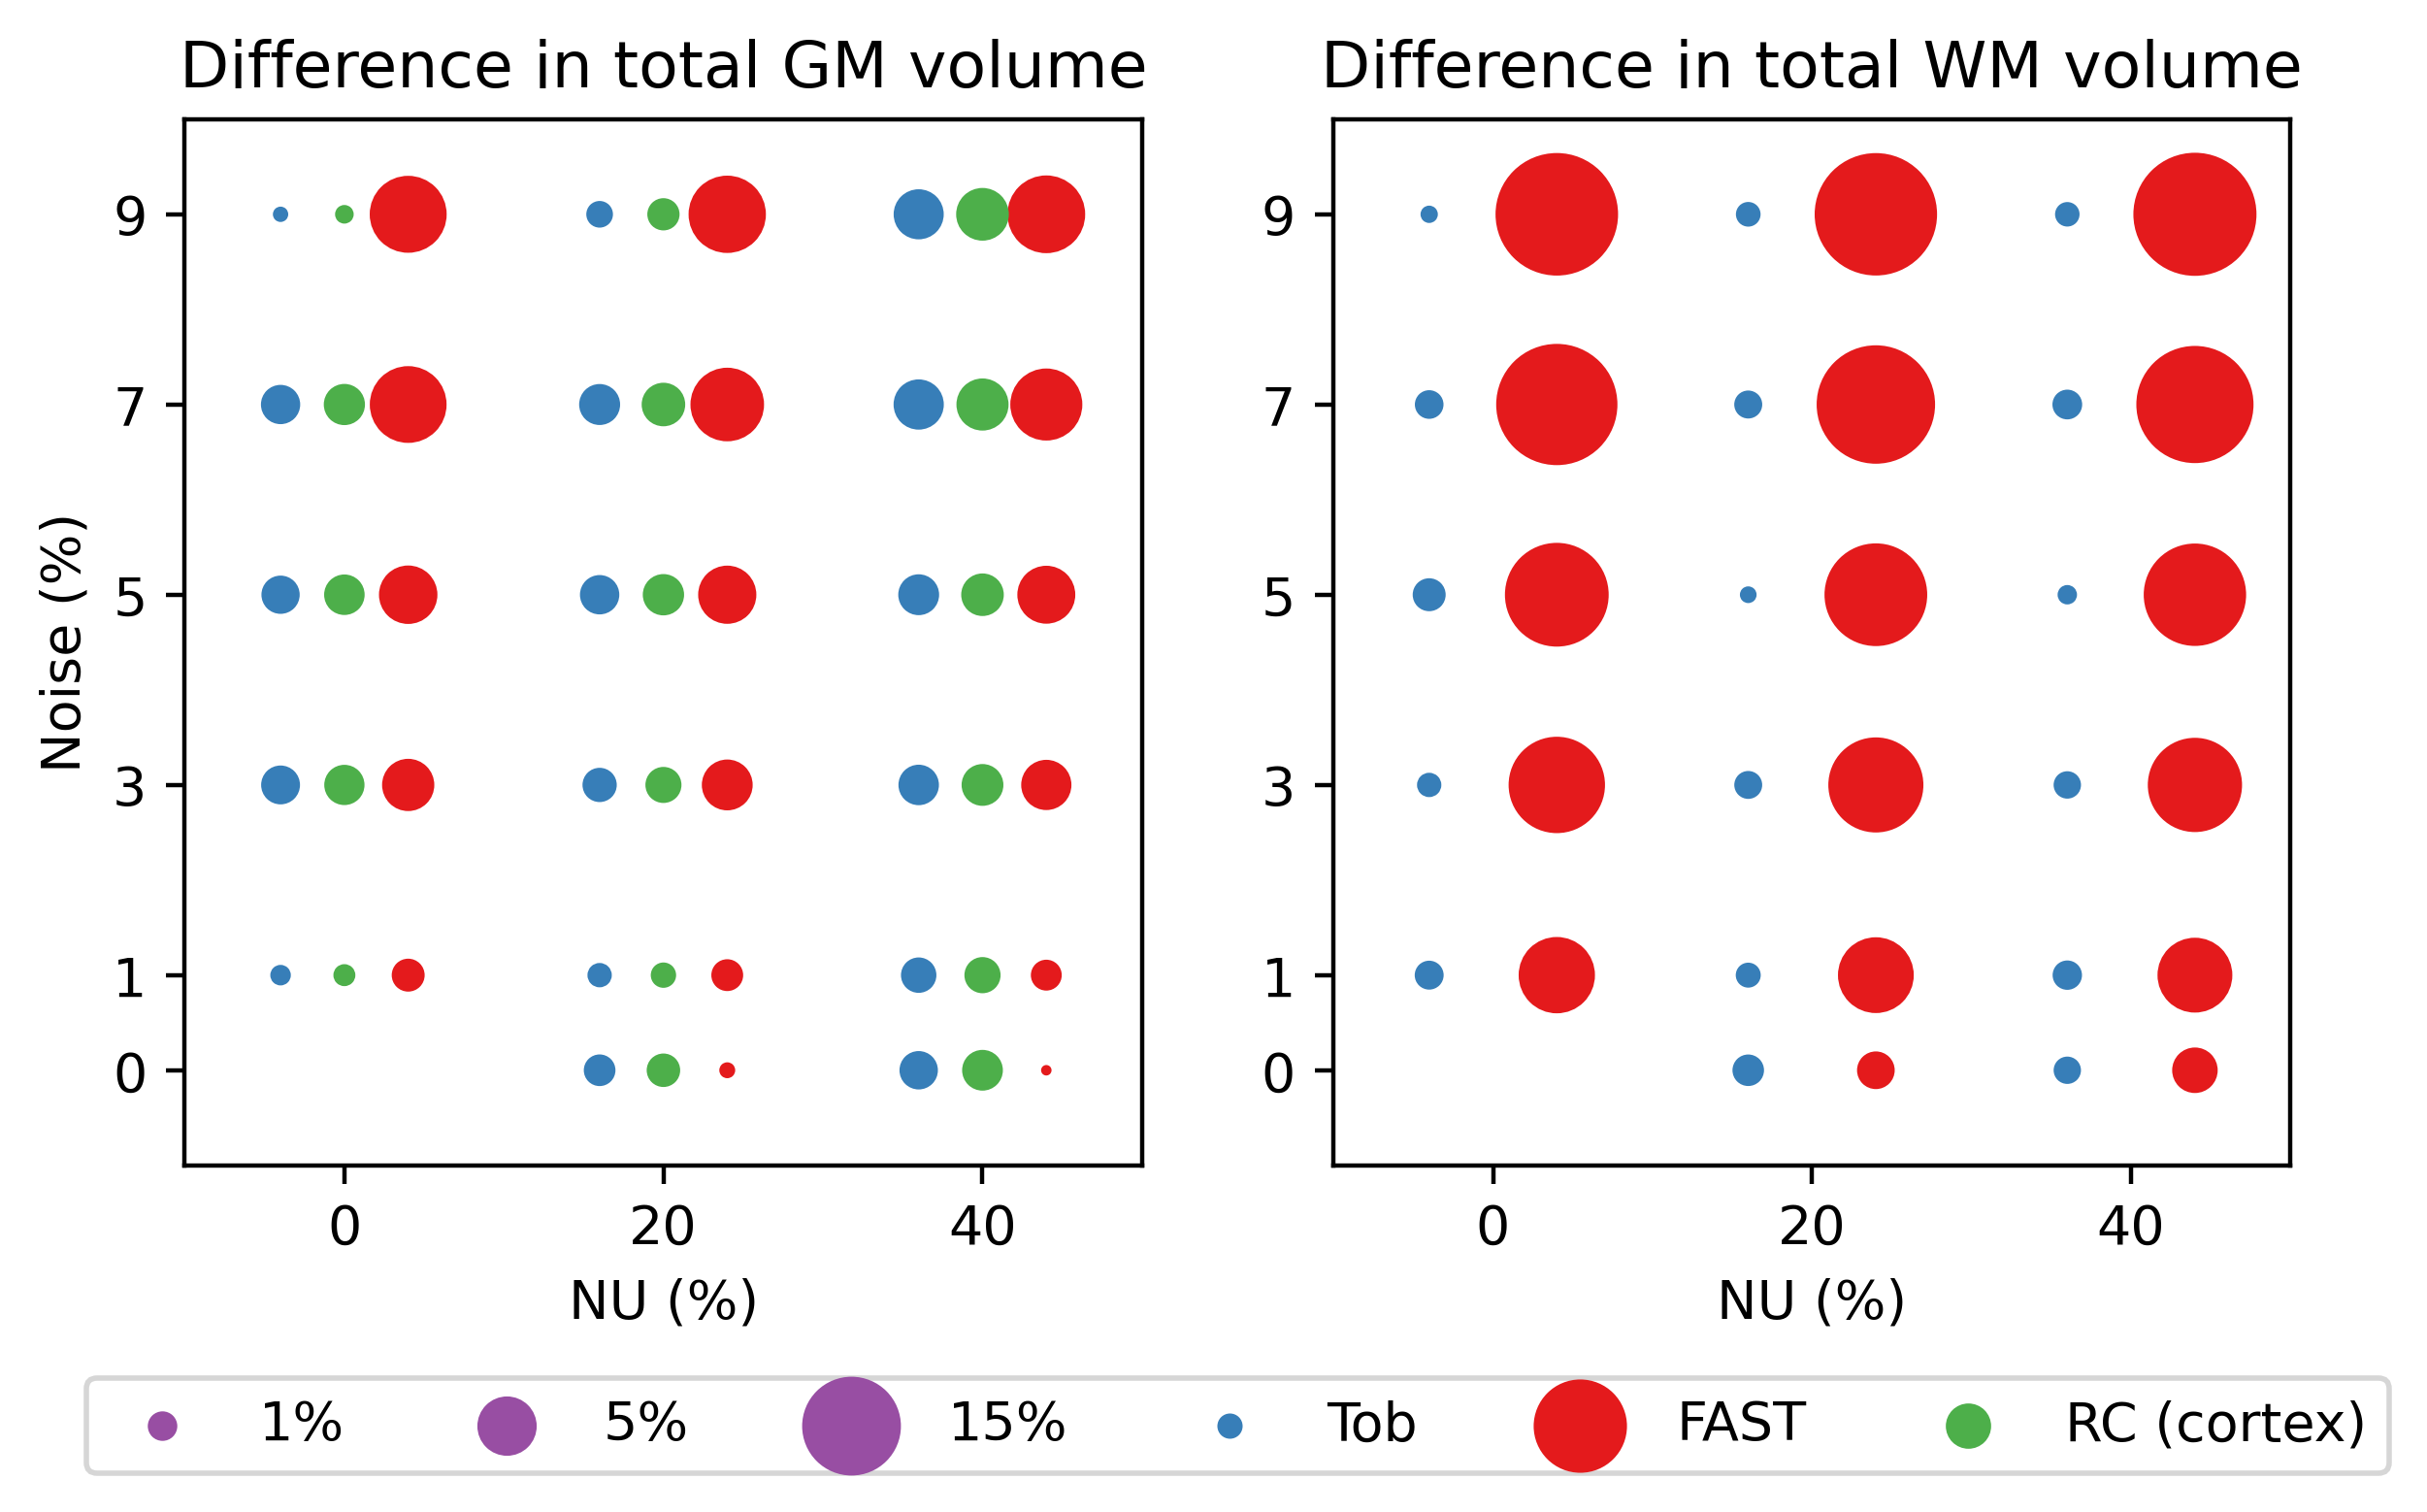 Difference in total GM volume
Difference in total WM volume
Noise (%)
9
7
5
3
1
0
0 20 40
NU (%)
9
7
5
3
1
0
0 20 40
NU (%)
1% 5% 15% Tob FAST RC (cortex)